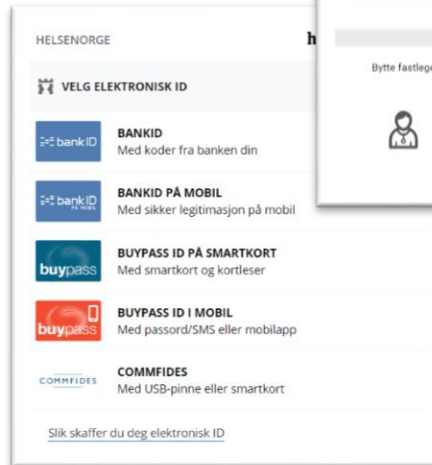 HELSENORGE
h
Bytte fastlege
VELG ELEKTRONISK ID
bankID
BANKID
Med koder fra banken din
bankID
PÅ MOBIL
BANKID PÅ MOBIL
Med sikker legitimasjon på mobil
buypass
BUYPASS ID PÅ SMARTKORT
Med smartkort og kortleser
buypass
BUYPASS ID I MOBIL
Med passord/SMS eller mobilapp
COMMFIDES
COMMFIDES
Med USB-pinne eller smartkort
Slik skaffer du deg elektronisk ID